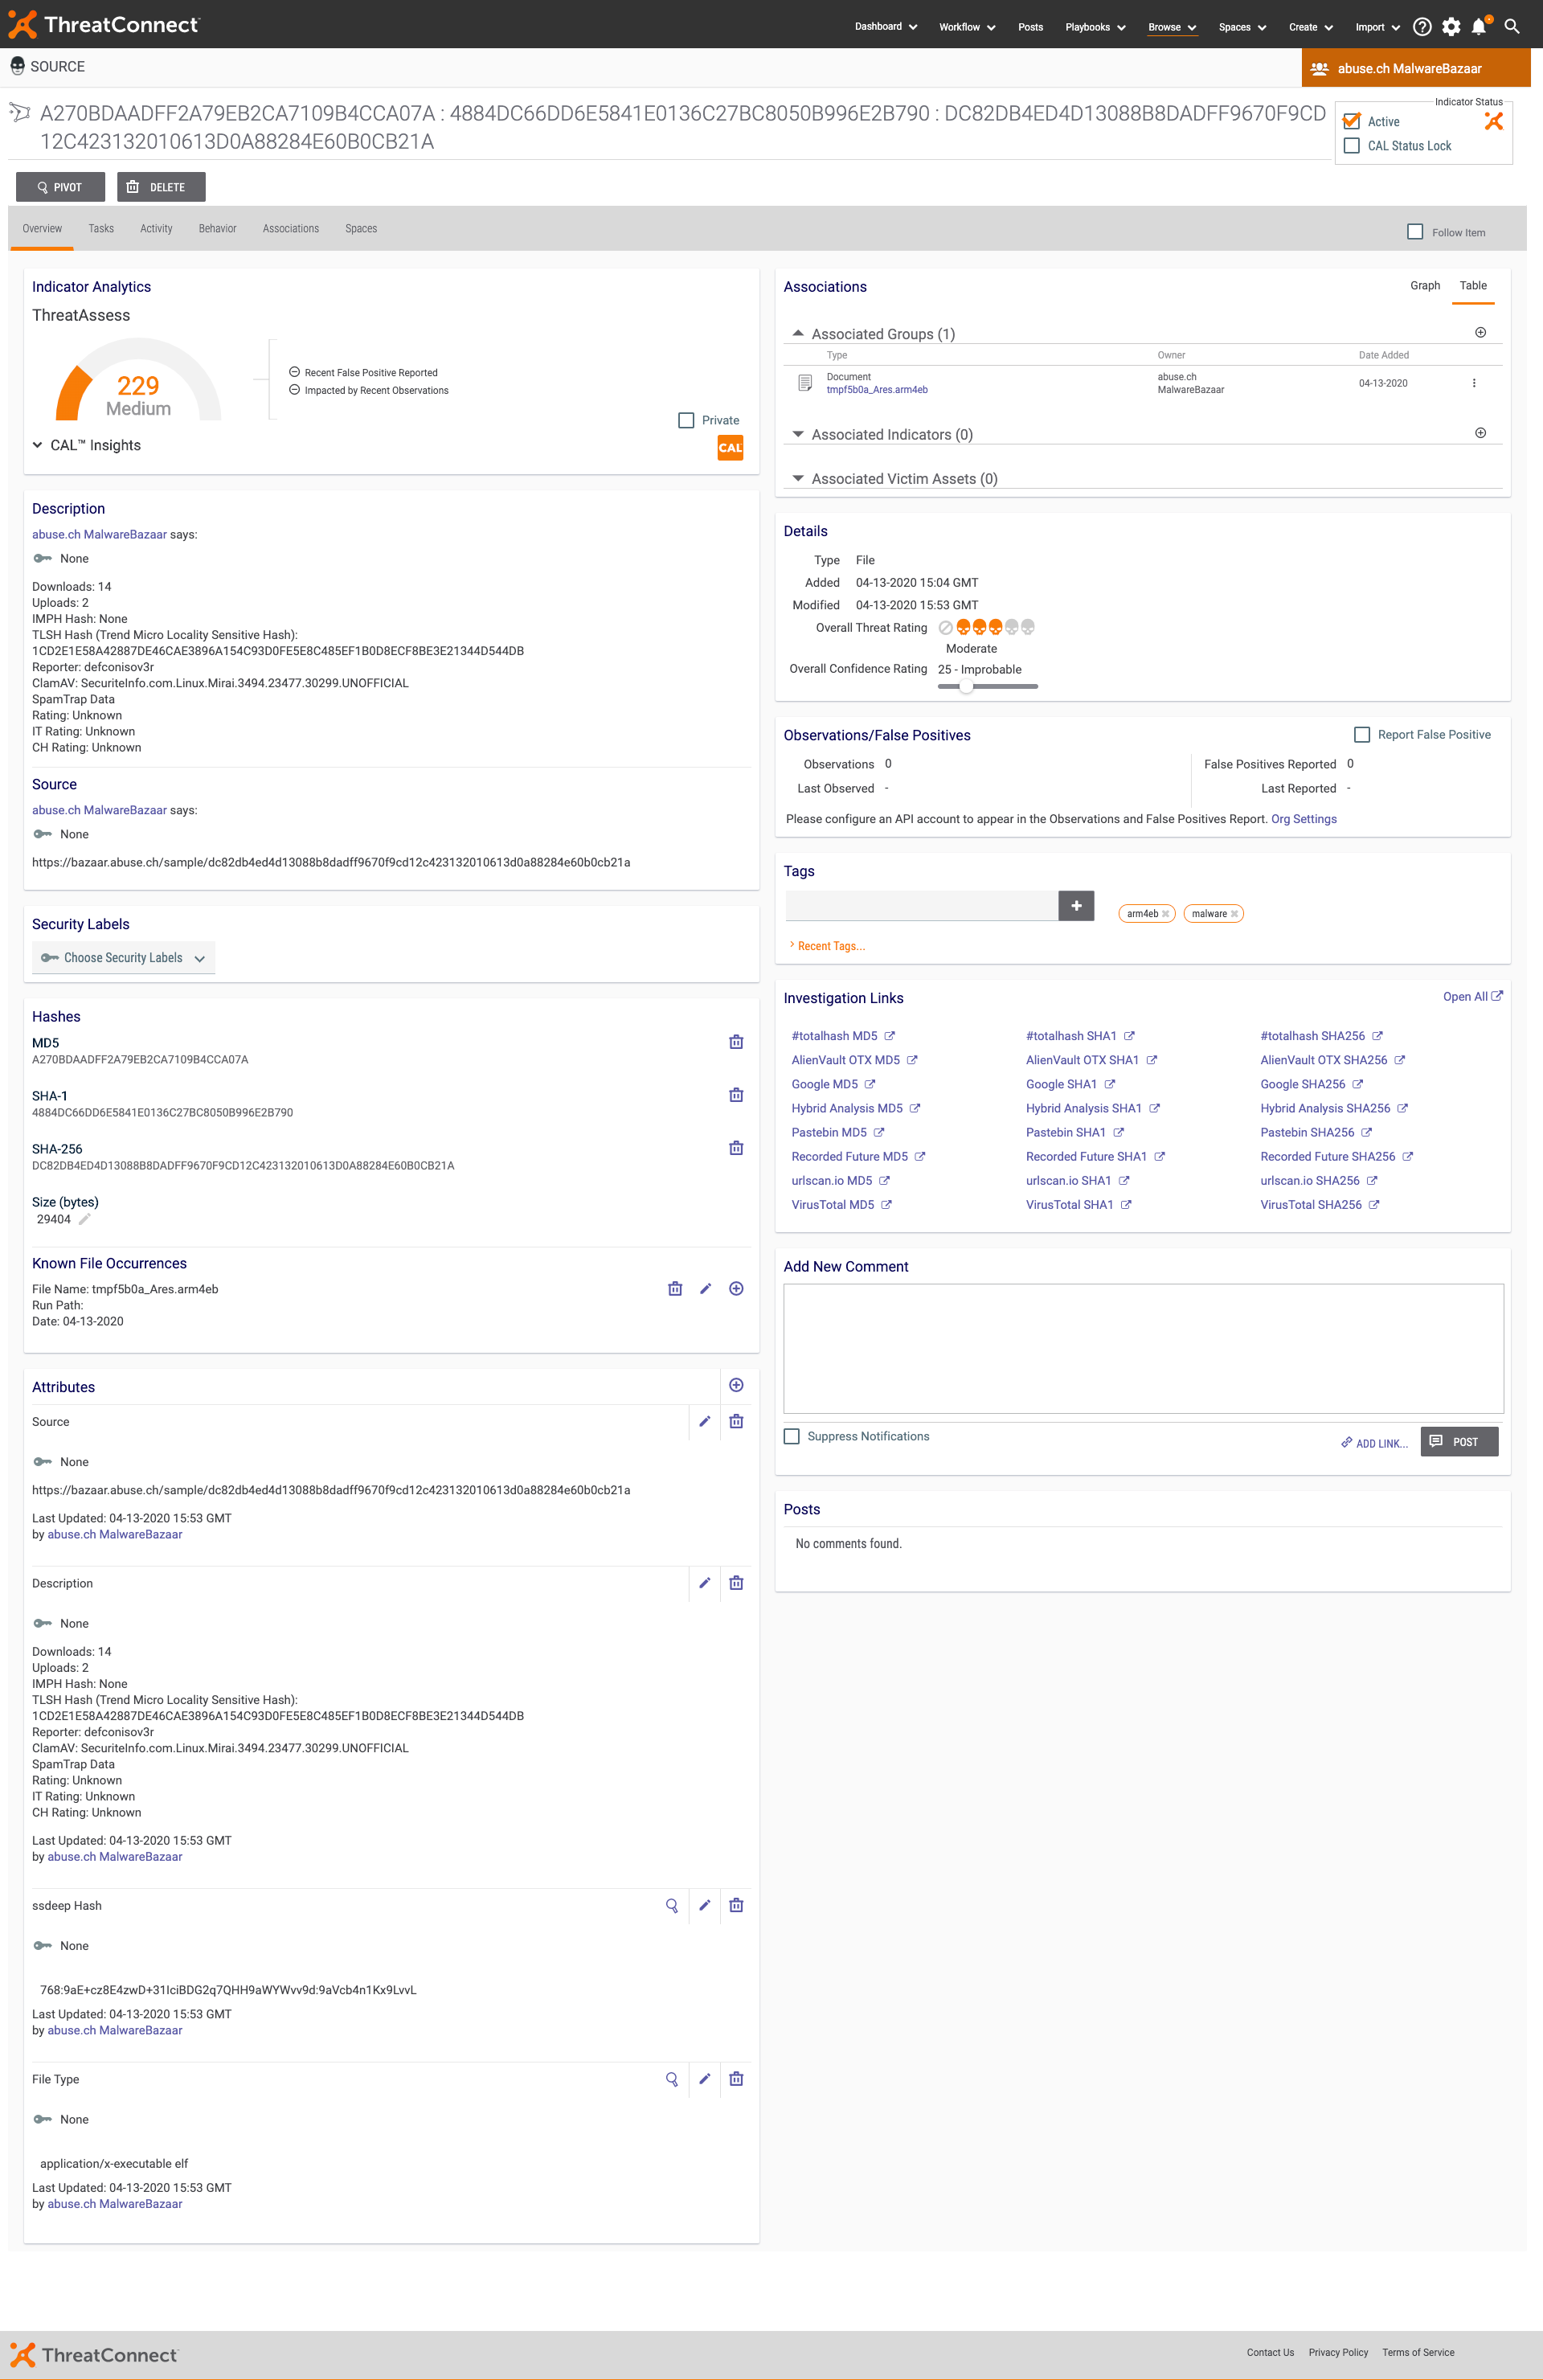 ThreatConnect
Dashboard Workflow Posts Playbooks Browse Spaces Create Import
SOURCE
abuse.ch MalwareBazaar
A270BDAADFF2A79EB2CA7109B4CCA07A : 4884DC66DD6E5841E0136C27BC8050B996E2B790 : DC82DB4ED4D13088B8DADFF9670F9CD
12C423132010613D0A88284E60B0CB21A
Indicator Status
Active
CAL Status Lock
PIVOT DELETE
Overview Tasks Activity Behavior Associations Spaces
Follow Item
Indicator Analytics
ThreatAssess
229
Medium
Recent False Positive Reported
Impacted by Recent Observations
Private
CAL™ Insights
CAL
Description
abuse.ch MalwareBazaar says:
None
Downloads: 14
Uploads: 2
IMPH Hash: None
TLSH Hash (Trend Micro Locality Sensitive Hash):
1CD2E1E58A42887DE46CAE3896A154C93D0FE5E8C485EF1B0D8ECF8BE3E21344D544DB
Reporter: defconisov3r
ClamAV: SecuriteInfo.com.Linux.Mirai.3494.23477.30299.UNOFFICIAL
SpamTrap Data
Rating: Unknown
IT Rating: Unknown
CH Rating: Unknown
Source
abuse.ch MalwareBazaar says:
None
https://bazaar.abuse.ch/sample/dc82db4ed4d13088b8dadff9670f9cd12c423132010613d0a88284e60b0cb21a
Security Labels
Choose Security Labels
Hashes
MD5
A270BDAADFF2A79EB2CA7109B4CCA07A
SHA-1
4884DC66DD6E5841E0136C27BC8050B996E2B790
SHA-256
DC82DB4ED4D13088B8DADFF9670F9CD12C423132010613D0A88284E60B0CB21A
Size (bytes)
29404
Known File Occurrences
File Name: tmpf5b0a_Ares.arm4eb
Run Path:
Date: 04-13-2020
Attributes
Source
None
https://bazaar.abuse.ch/sample/dc82db4ed4d13088b8dadff9670f9cd12c423132010613d0a88284e60b0cb21a
Last Updated: 04-13-2020 15:53 GMT
by abuse.ch MalwareBazaar
Description
None
Downloads: 14
Uploads: 2
IMPH Hash: None
TLSH Hash (Trend Micro Locality Sensitive Hash):
1CD2E1E58A42887DE46CAE3896A154C93D0FE5E8C485EF1B0D8ECF8BE3E21344D544DB
Reporter: defconisov3r
ClamAV: SecuriteInfo.com.Linux.Mirai.3494.23477.30299.UNOFFICIAL
SpamTrap Data
Rating: Unknown
IT Rating: Unknown
CH Rating: Unknown
Last Updated: 04-13-2020 15:53 GMT
by abuse.ch MalwareBazaar
ssdeep Hash
None
768:9aE+cz8E4zwD+31IciBDG2q7QHH9aWYWvv9d:9aVcb4n1Kx9LvvL
Last Updated: 04-13-2020 15:53 GMT
by abuse.ch MalwareBazaar
File Type
None
application/x-executable elf
Last Updated: 04-13-2020 15:53 GMT
by abuse.ch MalwareBazaar
Associations
Graph Table
Associated Groups (1)
Type Owner Date Added
Document
tmpf5b0a_Ares.arm4eb
abuse.ch
MalwareBazaar
04-13-2020
Associated Indicators (0)
Associated Victim Assets (0)
Details
Type File
Added 04-13-2020 15:04 GMT
Modified 04-13-2020 15:53 GMT
Overall Threat Rating
Moderate
Overall Confidence Rating 25 - Improbable
Observations/False Positives
Report False Positive
Observations 0 False Positives Reported 0
Last Observed - Last Reported -
Please configure an API account to appear in the Observations and False Positives Report. Org Settings
Tags
arm4eb malware
Recent Tags...
Investigation Links
Open All
#totalhash MD5 #totalhash SHA1 #totalhash SHA256
AlienVault OTX MD5 AlienVault OTX SHA1 AlienVault OTX SHA256
Google MD5 Google SHA1 Google SHA256
Hybrid Analysis MD5 Hybrid Analysis SHA1 Hybrid Analysis SHA256
Pastebin MD5 Pastebin SHA1 Pastebin SHA256
Recorded Future MD5 Recorded Future SHA1 Recorded Future SHA256
urlscan.io MD5 urlscan.io SHA1 urlscan.io SHA256
VirusTotal MD5 VirusTotal SHA1 VirusTotal SHA256
Add New Comment
Suppress Notifications
ADD LINK... POST
Posts
No comments found.
ThreatConnect
Contact Us Privacy Policy Terms of Service